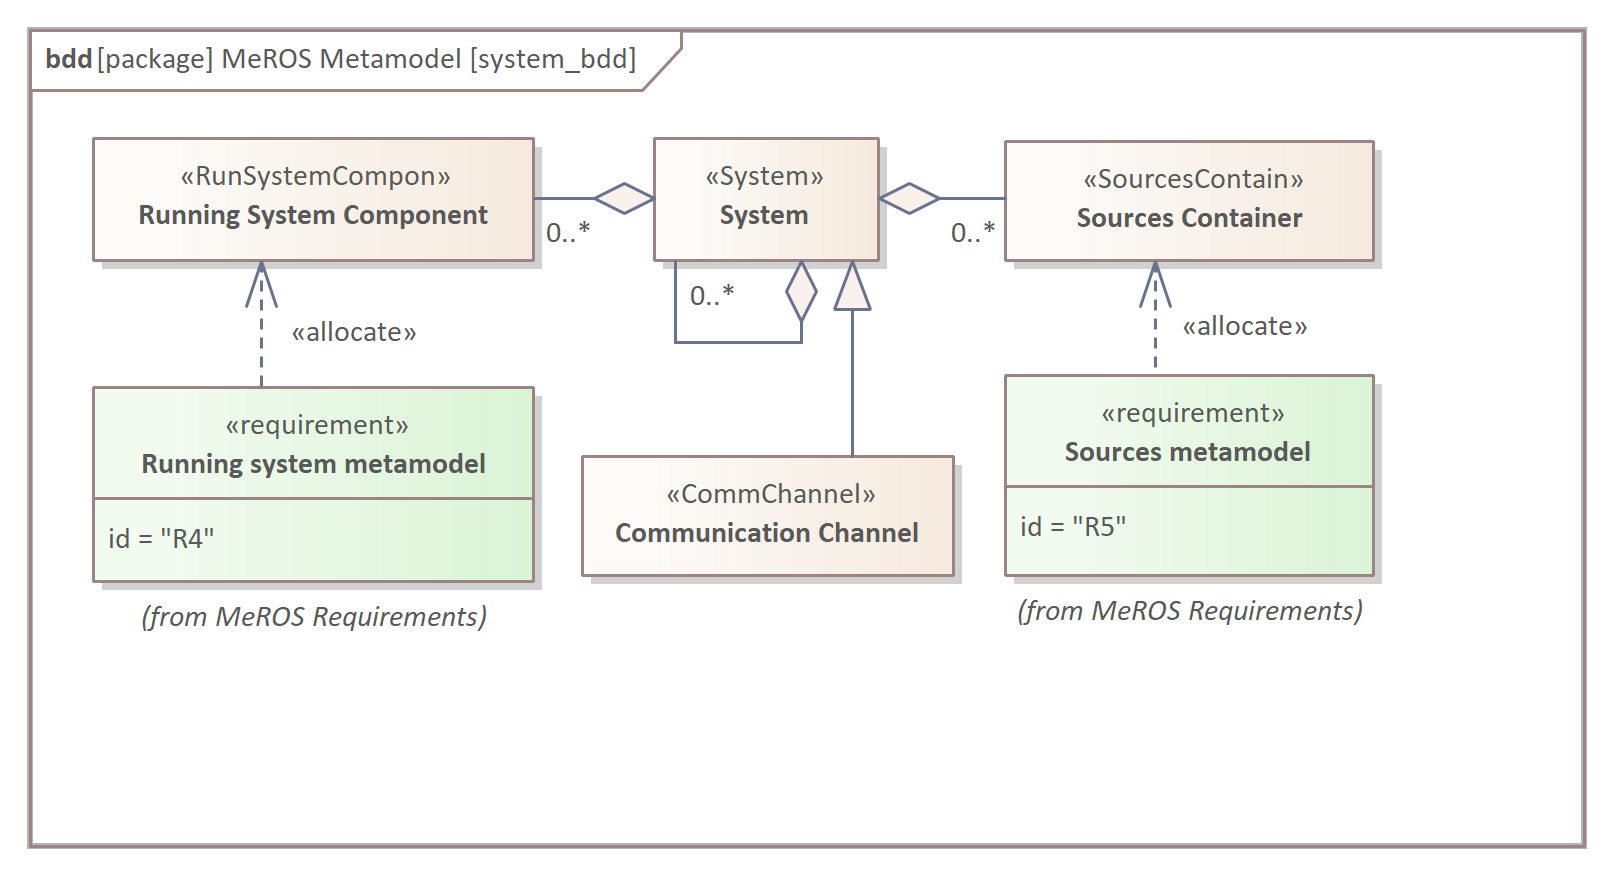 bdd [package] MeROS Metamodel [system_bdd]
«RunSystemCompon»
Running System Component
0..*
«System»
System
0..*
«SourcesContain»
Sources Container
0..*
«allocate»
«allocate»
«requirement»
Running system metamodel
id = "R4"
(from MeROS Requirements)
«CommChannel»
Communication Channel
«requirement»
Sources metamodel
id = "R5"
(from MeROS Requirements)